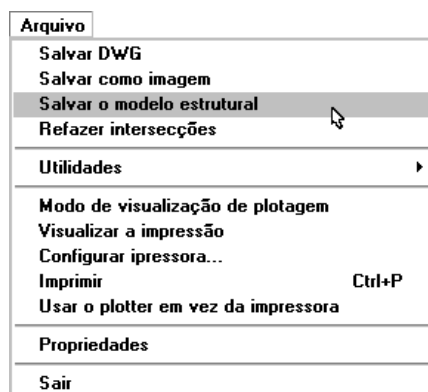 Arquivo
Salvar DWG
Salvar como imagem
Salvar o modelo estrutural
Refazer intersecções
Utilidades
Modo de visualização de plotagem
Visualizar a impressão
Configurar ipressora...
Imprimir Ctrl+P
Usar o plotter em vez da impressora
Propriedades
Sair